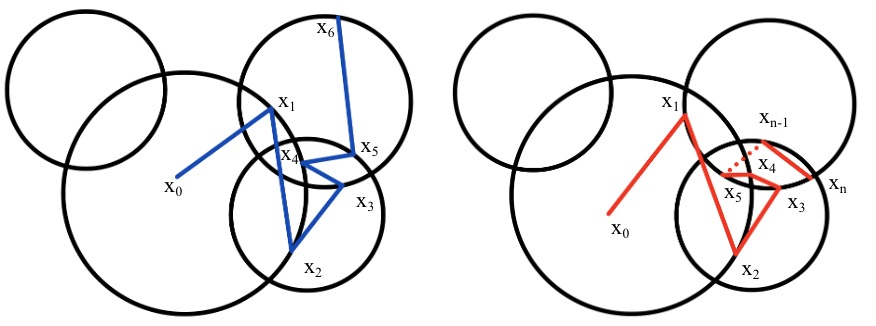 x₆
x₁
x₄
x₅
x₀
x₃
x₂
x₁
xₙ₋₁
x₄
x₅
xₙ
x₃
x₀
x₂